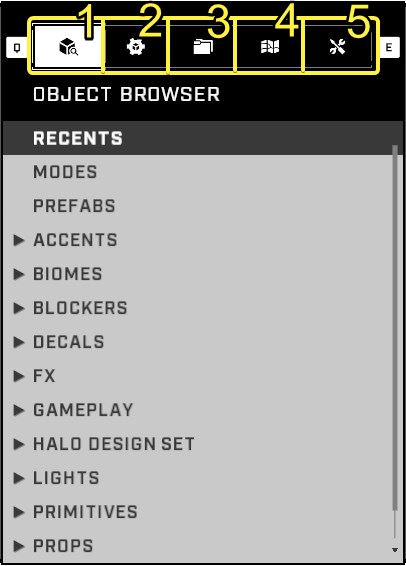 1 2 3 4 5
Q E
OBJECT BROWSER
RECENTS
MODES
PREFABS
ACCENTS
BIOMES
BLOCKERS
DECALS
FX
GAMEPLAY
HALO DESIGN SET
LIGHTS
PRIMITIVES
PROPS